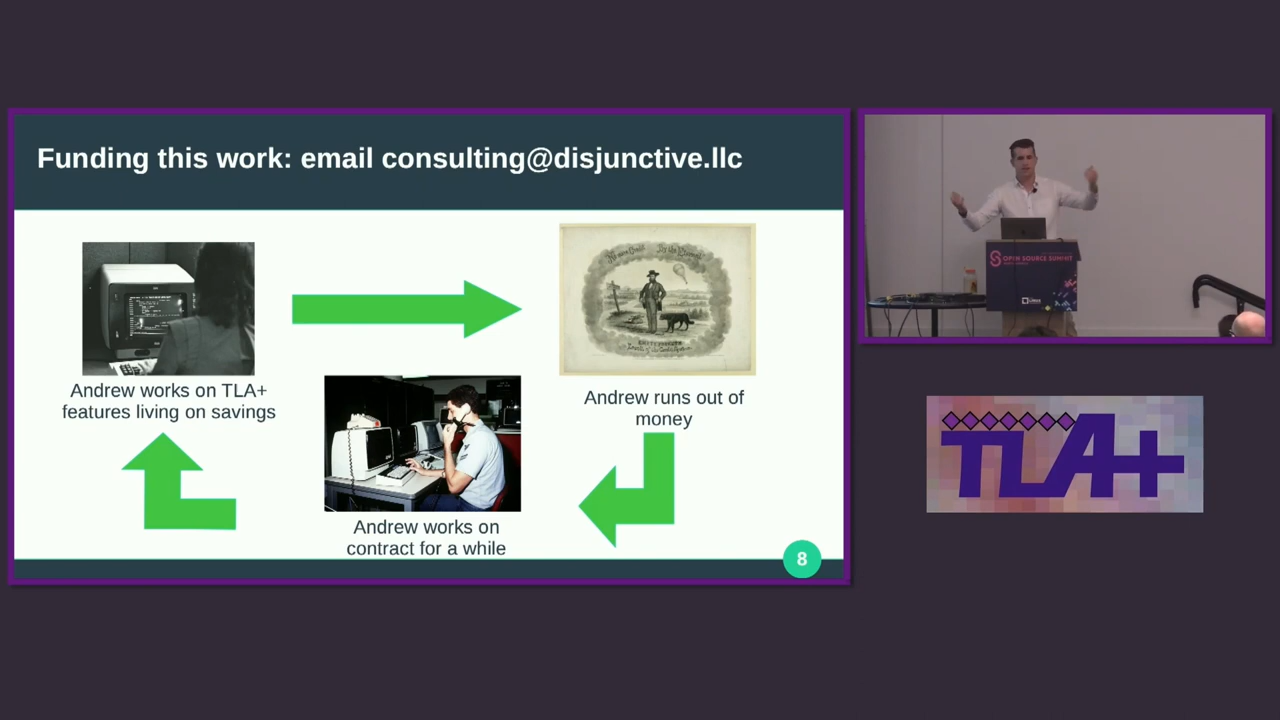 Funding this work: email consulting@disjunctive.llc
Andrew works on TLA+
features living on savings
Andrew runs out of
money
Andrew works on
contract for a while
8
OPEN SOURCE SUMMIT
TLA+